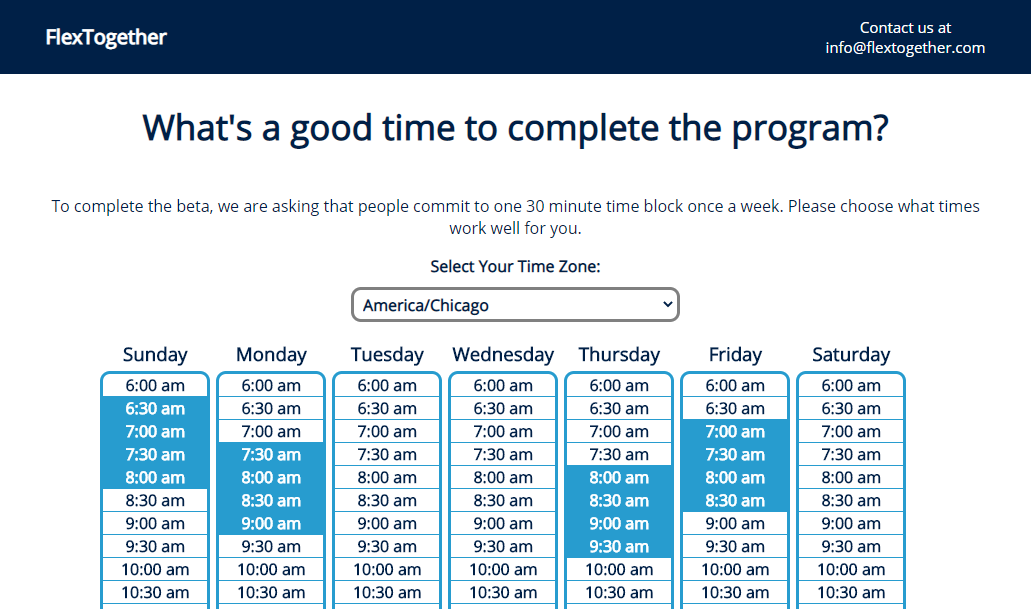 FlexTogether
Contact us at
info@flextogether.com
What's a good time to complete the program?
To complete the beta, we are asking that people commit to one 30 minute time block once a week. Please choose what times
work well for you.
Select Your Time Zone:
America/Chicago
Sunday Monday Tuesday Wednesday Thursday Friday Saturday
6:00 am 6:00 am 6:00 am 6:00 am 6:00 am 6:00 am 6:00 am
6:30 am 6:30 am 6:30 am 6:30 am 6:30 am 6:30 am 6:30 am
7:00 am 7:00 am 7:00 am 7:00 am 7:00 am 7:00 am 7:00 am
7:30 am 7:30 am 7:30 am 7:30 am 7:30 am 7:30 am 7:30 am
8:00 am 8:00 am 8:00 am 8:00 am 8:00 am 8:00 am 8:00 am
8:30 am 8:30 am 8:30 am 8:30 am 8:30 am 8:30 am 8:30 am
9:00 am 9:00 am 9:00 am 9:00 am 9:00 am 9:00 am 9:00 am
9:30 am 9:30 am 9:30 am 9:30 am 9:30 am 9:30 am 9:30 am
10:00 am 10:00 am 10:00 am 10:00 am 10:00 am 10:00 am 10:00 am
10:30 am 10:30 am 10:30 am 10:30 am 10:30 am 10:30 am 10:30 am